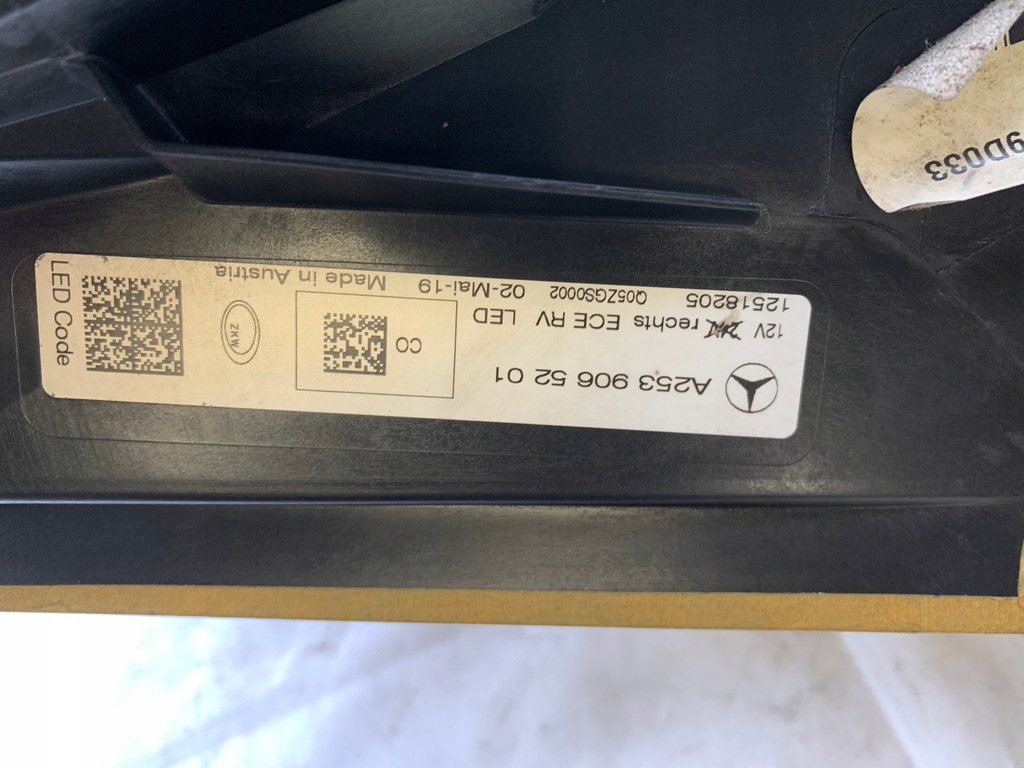 A253 906 52 01
12V rechts ECE RV LED
12518205 Q05ZGS0002 02-Mai-19 Made in Austria
CO
ZKW
LED Code
9D033